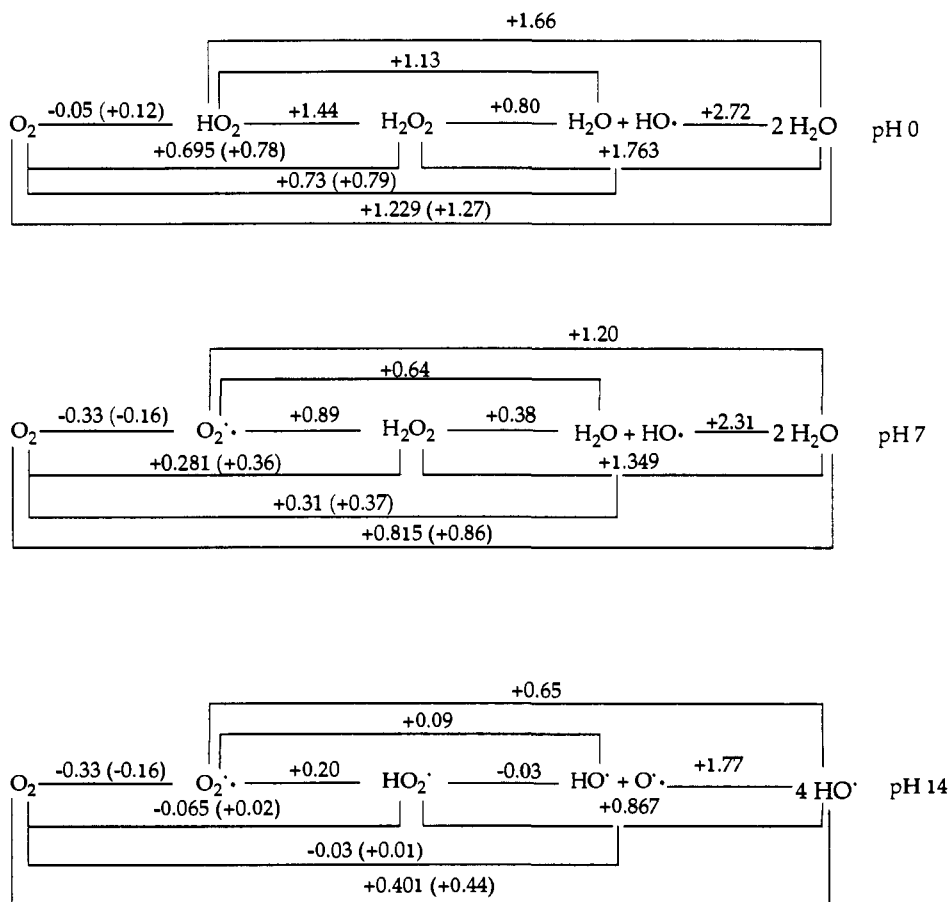 +1.66
+1.13
O₂ -0.05 (+0.12) HO₂ +1.44 H₂O₂ +0.80 H₂O + HO· +2.72 2 H₂O pH 0
+0.695 (+0.78) +1.763
+0.73 (+0.79)
+1.229 (+1.27)
+1.20
+0.64
O₂⁻· -0.33 (-0.16) O₂⁻· +0.89 H₂O₂ +0.38 H₂O + HO· +2.31 2 H₂O pH 7
+0.281 (+0.36) +1.349
+0.31 (+0.37)
+0.815 (+0.86)
+0.65
+0.09
O₂ -0.33 (-0.16) O₂⁻· +0.20 HO₂⁻ -0.03 HO⁻ + O⁻· +1.77 4 HO⁻ pH 14
-0.065 (+0.02) +0.867
-0.03 (+0.01)
+0.401 (+0.44)